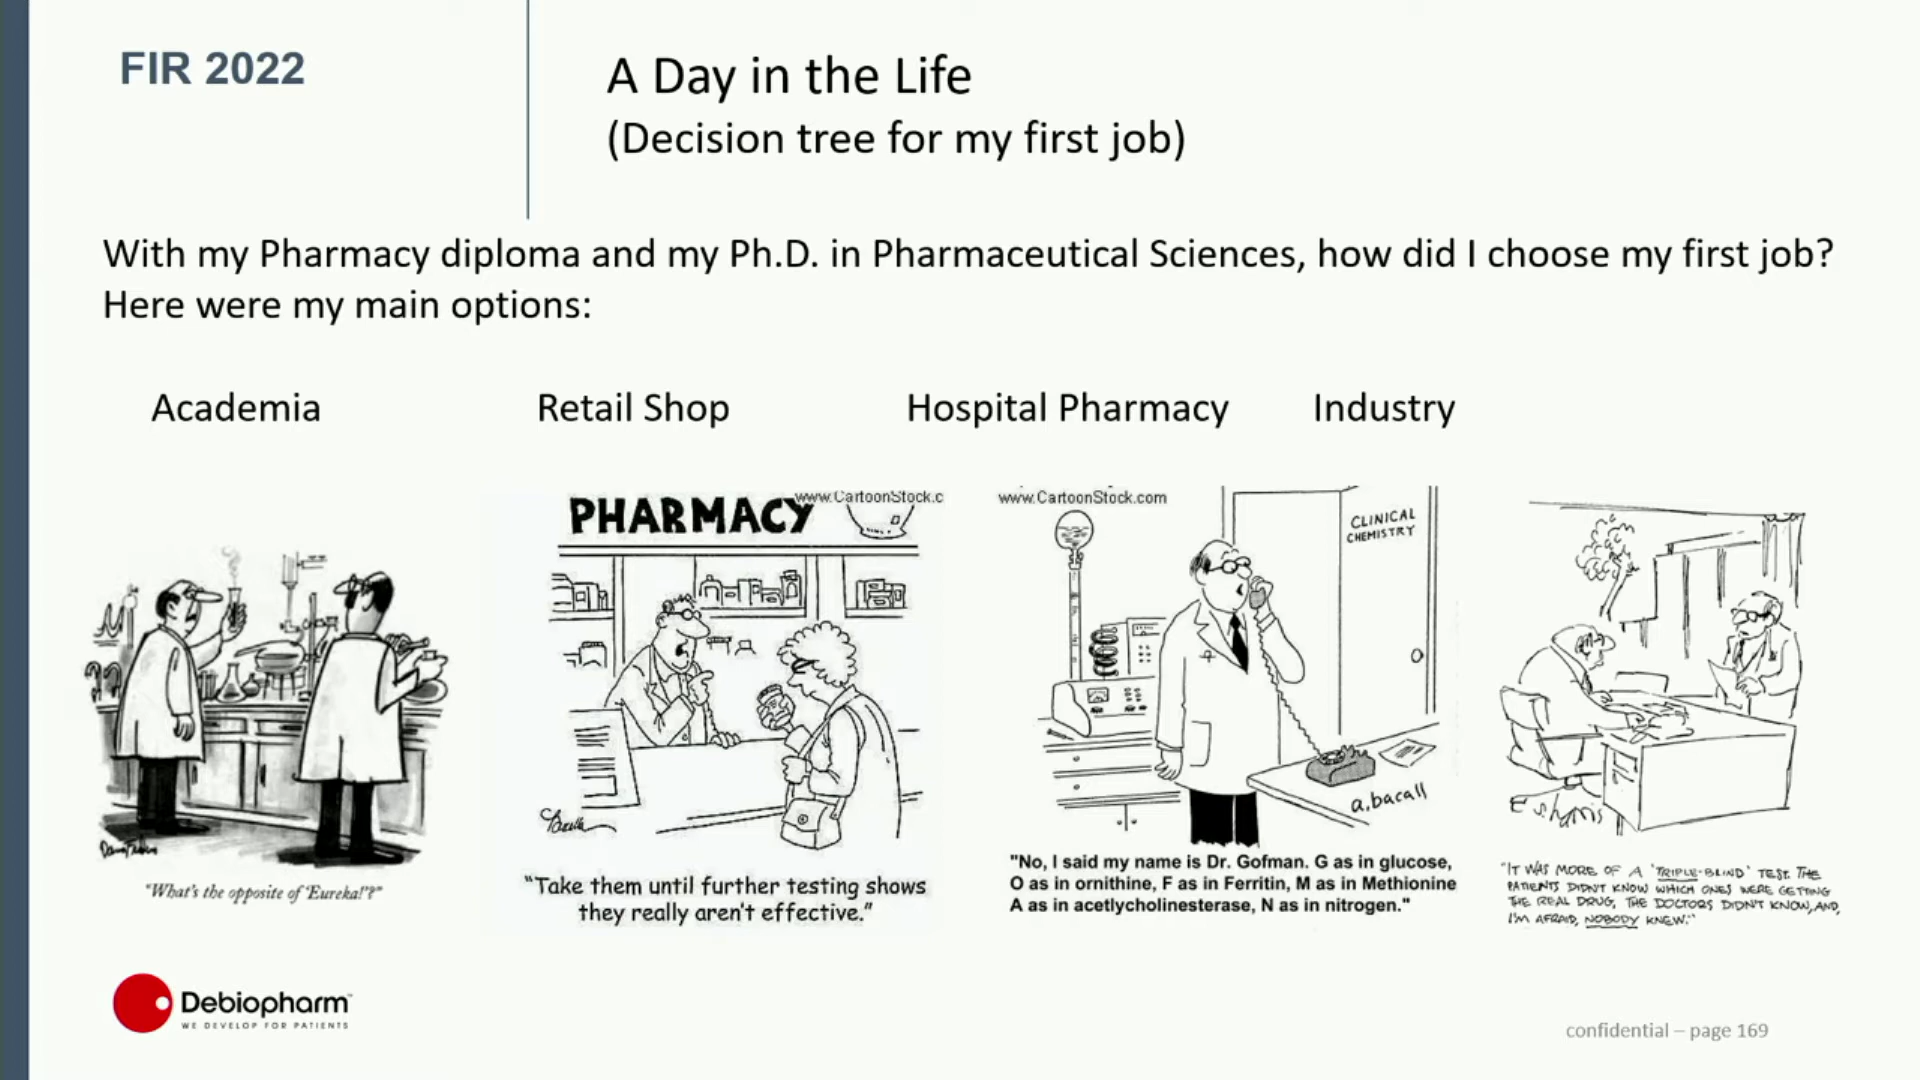 FIR 2022
A Day in the Life
(Decision tree for my first job)
With my Pharmacy diploma and my Ph.D. in Pharmaceutical Sciences, how did I choose my first job?
Here were my main options:
Academia
Retail Shop
Hospital Pharmacy
Industry
"What's the opposite of 'Eureka!'?"
www.CartoonStock.c
PHARMACY
"Take them until further testing shows
they really aren't effective."
www.CartoonStock.com
CLINICAL
CHEMISTRY
a.bacall
"No, I said my name is Dr. Gofman. G as in glucose,
O as in ornithine, F as in Ferritin, M as in Methionine
A as in acetlycholinesterase, N as in nitrogen."
"IT WAS MORE OF A 'TRIPLE-BLIND' TEST. THE
PATIENTS DIDN'T KNOW WHICH ONES WERE GETTING
THE REAL DRUG, THE DOCTORS DIDN'T KNOW, AND,
I'M AFRAID, NOBODY KNEW."
Debiopharm™
WE DEVELOP FOR PATIENTS
confidential – page 169